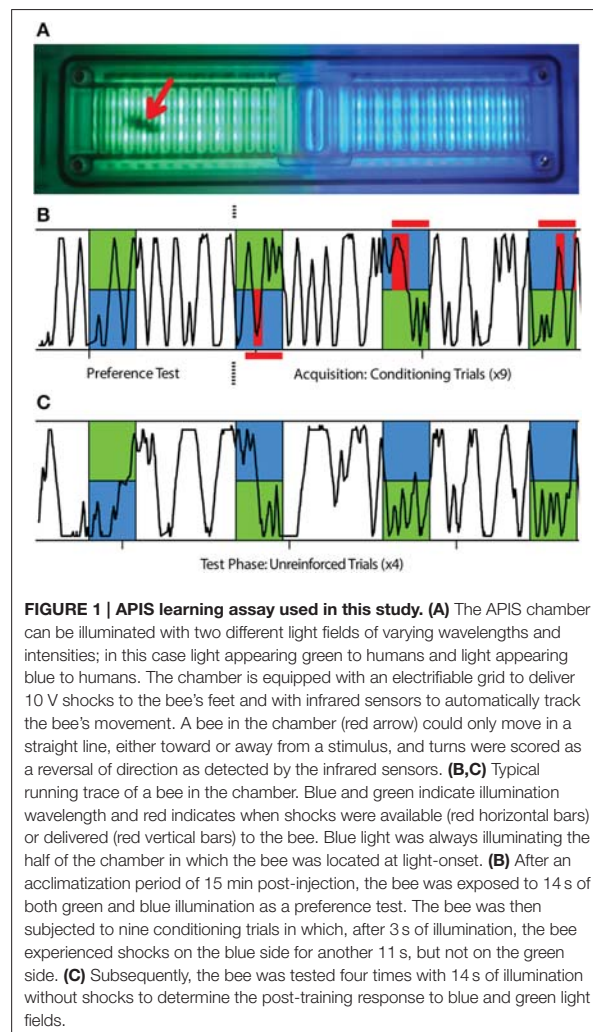 A
B
Preference Test
Acquisition: Conditioning Trials (x9)
C
Test Phase: Unreinforced Trials (x4)
FIGURE 1 | APIS learning assay used in this study. (A) The APIS chamber
can be illuminated with two different light fields of varying wavelengths and
intensities; in this case light appearing green to humans and light appearing
blue to humans. The chamber is equipped with an electrifiable grid to deliver
10 V shocks to the bee's feet and with infrared sensors to automatically track
the bee's movement. A bee in the chamber (red arrow) could only move in a
straight line, either toward or away from a stimulus, and turns were scored as
a reversal of direction as detected by the infrared sensors. (B,C) Typical
running trace of a bee in the chamber. Blue and green indicate illumination
wavelength and red indicates when shocks were available (red horizontal bars)
or delivered (red vertical bars) to the bee. Blue light was always illuminating the
half of the chamber in which the bee was located at light-onset. (B) After an
acclimatization period of 15 min post-injection, the bee was exposed to 14 s of
both green and blue illumination as a preference test. The bee was then
subjected to nine conditioning trials in which, after 3 s of illumination, the bee
experienced shocks on the blue side for another 11 s, but not on the green
side. (C) Subsequently, the bee was tested four times with 14 s of illumination
without shocks to determine the post-training response to blue and green light
fields.